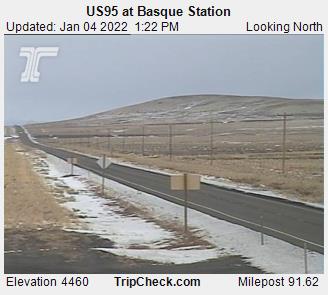 US95 at Basque Station
Updated: Jan 04 2022 1:22 PM Looking North
Elevation 4460 TripCheck.com Milepost 91.62